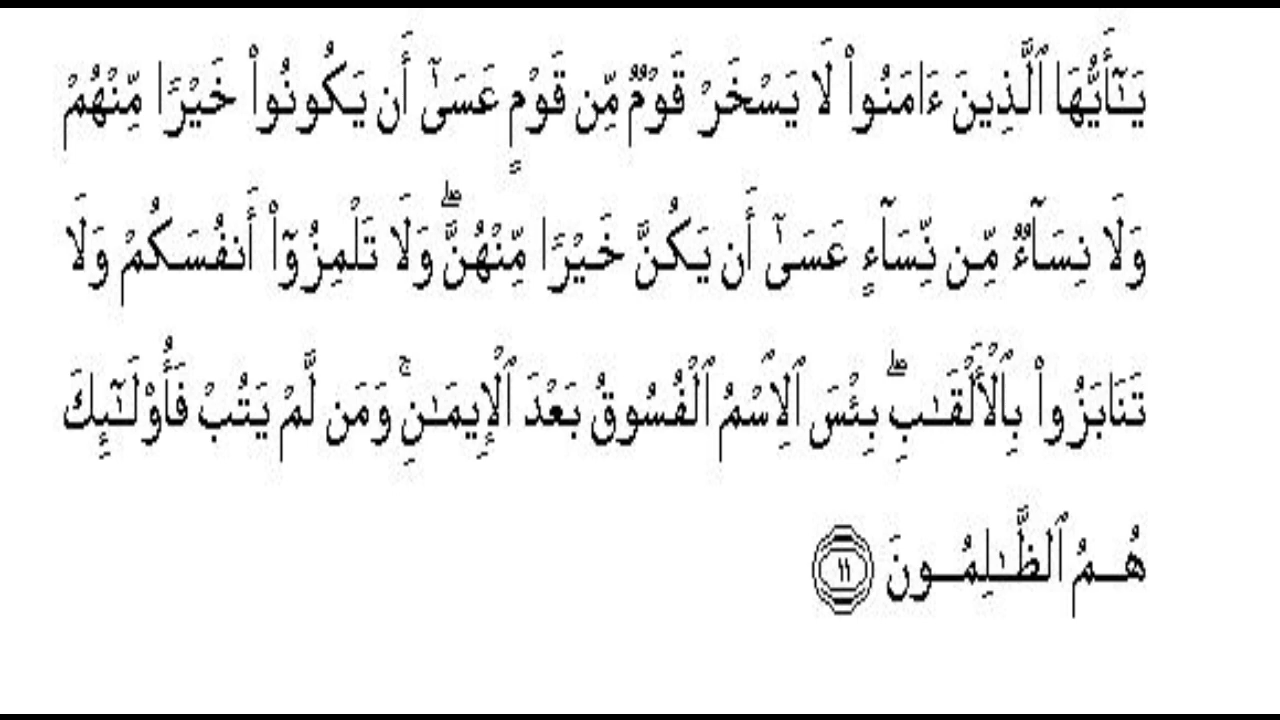 يَـٰٓأَيُّهَا ٱلَّذِينَ ءَامَنُوا۟ لَا يَسْخَرْ قَوْمٌ مِّن قَوْمٍ عَسَىٰٓ أَن يَكُونُوا۟ خَيْرًا مِّنْهُمْ
وَلَا نِسَآءٌ مِّن نِّسَآءٍ عَسَىٰٓ أَن يَكُنَّ خَيْرًا مِّنْهُنَّ ۖ وَلَا تَلْمِزُوٓا۟ أَنفُسَكُمْ وَلَا
تَنَابَزُوا۟ بِٱلْأَلْقَـٰبِ ۖ بِئْسَ ٱلِٱسْمُ ٱلْفُسُوقُ بَعْدَ ٱلْإِيمَـٰنِ ۚ وَمَن لَّمْ يَتُبْ فَأُو۟لَـٰٓئِكَ
هُمُ ٱلظَّـٰلِمُونَ ١١